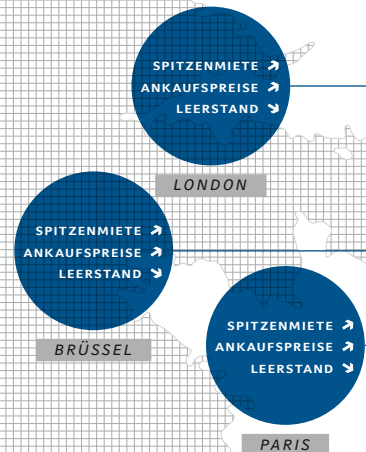 SPITZENMIETE ↗
ANKAUFSPREISE ↗
LEERSTAND ↘
LONDON
SPITZENMIETE ↗
ANKAUFSPREISE ↗
LEERSTAND ↘
BRÜSSEL
SPITZENMIETE ↗
ANKAUFSPREISE ↗
LEERSTAND ↘
PARIS